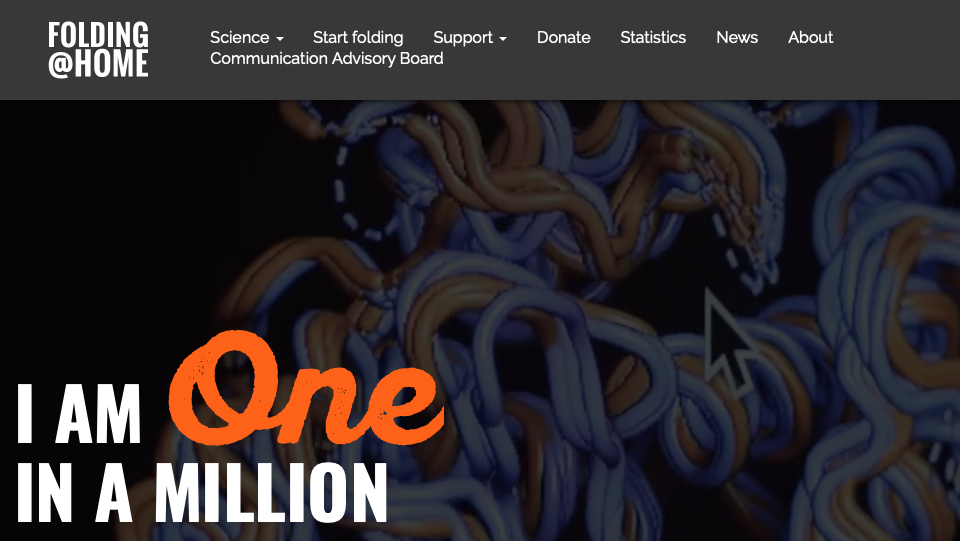 FOLDING
@HOME
Science Start folding Support Donate Statistics News About
Communication Advisory Board
I AM One
IN A MILLION